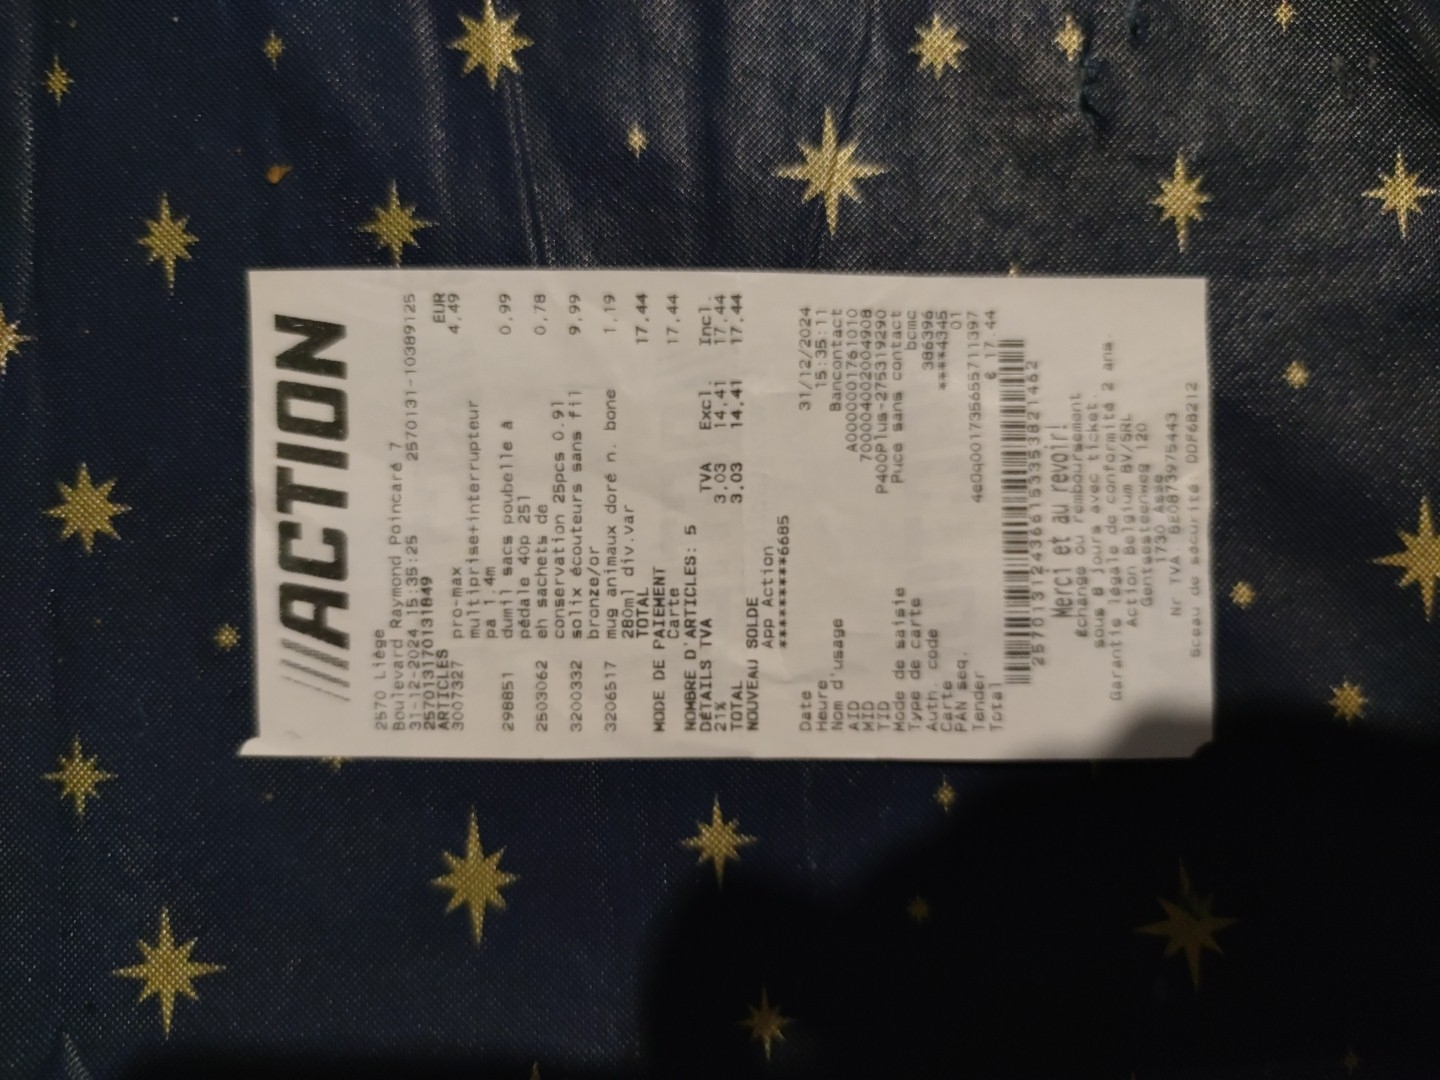 ACTION
2570 Liège
Boulevard Raymond Poincaré 7
31-12-2024 15:35:25 2570131-10389125
257013170131849
ARTICLES EUR
3007327 pro-max 4,49
multiprise+interrupteur
pa 1,4m
298851 dumil sacs poubelle à 0,99
pédale 40p 25l
2503062 eh sachets de 0,78
conservation 25pcs 0.9l
3200332 solix écouteurs sans fil 9,99
bronze/or
3206517 mug animaux doré n. bone 1,19
280ml div.var
TOTAL 17,44
MODE DE PAIEMENT
Carte 17,44
NOMBRE D'ARTICLES: 5
DÉTAILS TVA TVA Excl. Incl.
21% 3,03 14,41 17,44
TOTAL 3,03 14,41 17,44
NOUVEAU SOLDE
App Action
Date 31/12/2024
Heure 15:35:11
Nom d'usage Bancontact
AID A0000001761010
MID
TID P400Plus-275319290
Mode de saisie Puce sans contact
Type de carte bcmc
Auth. code 386396
Carte ****4345
PAN seq. 01
Tender
Total € 17,44
Merci et au revoir!
Échange ou remboursement
sous 8 jours avec ticket.
Garantie légale de conformité 2 ans.
Action Belgium BV/SRL
Gentsesteenweg 120
1730 Asse
Nr TVA: BE0873975443
Sceau de sécurité